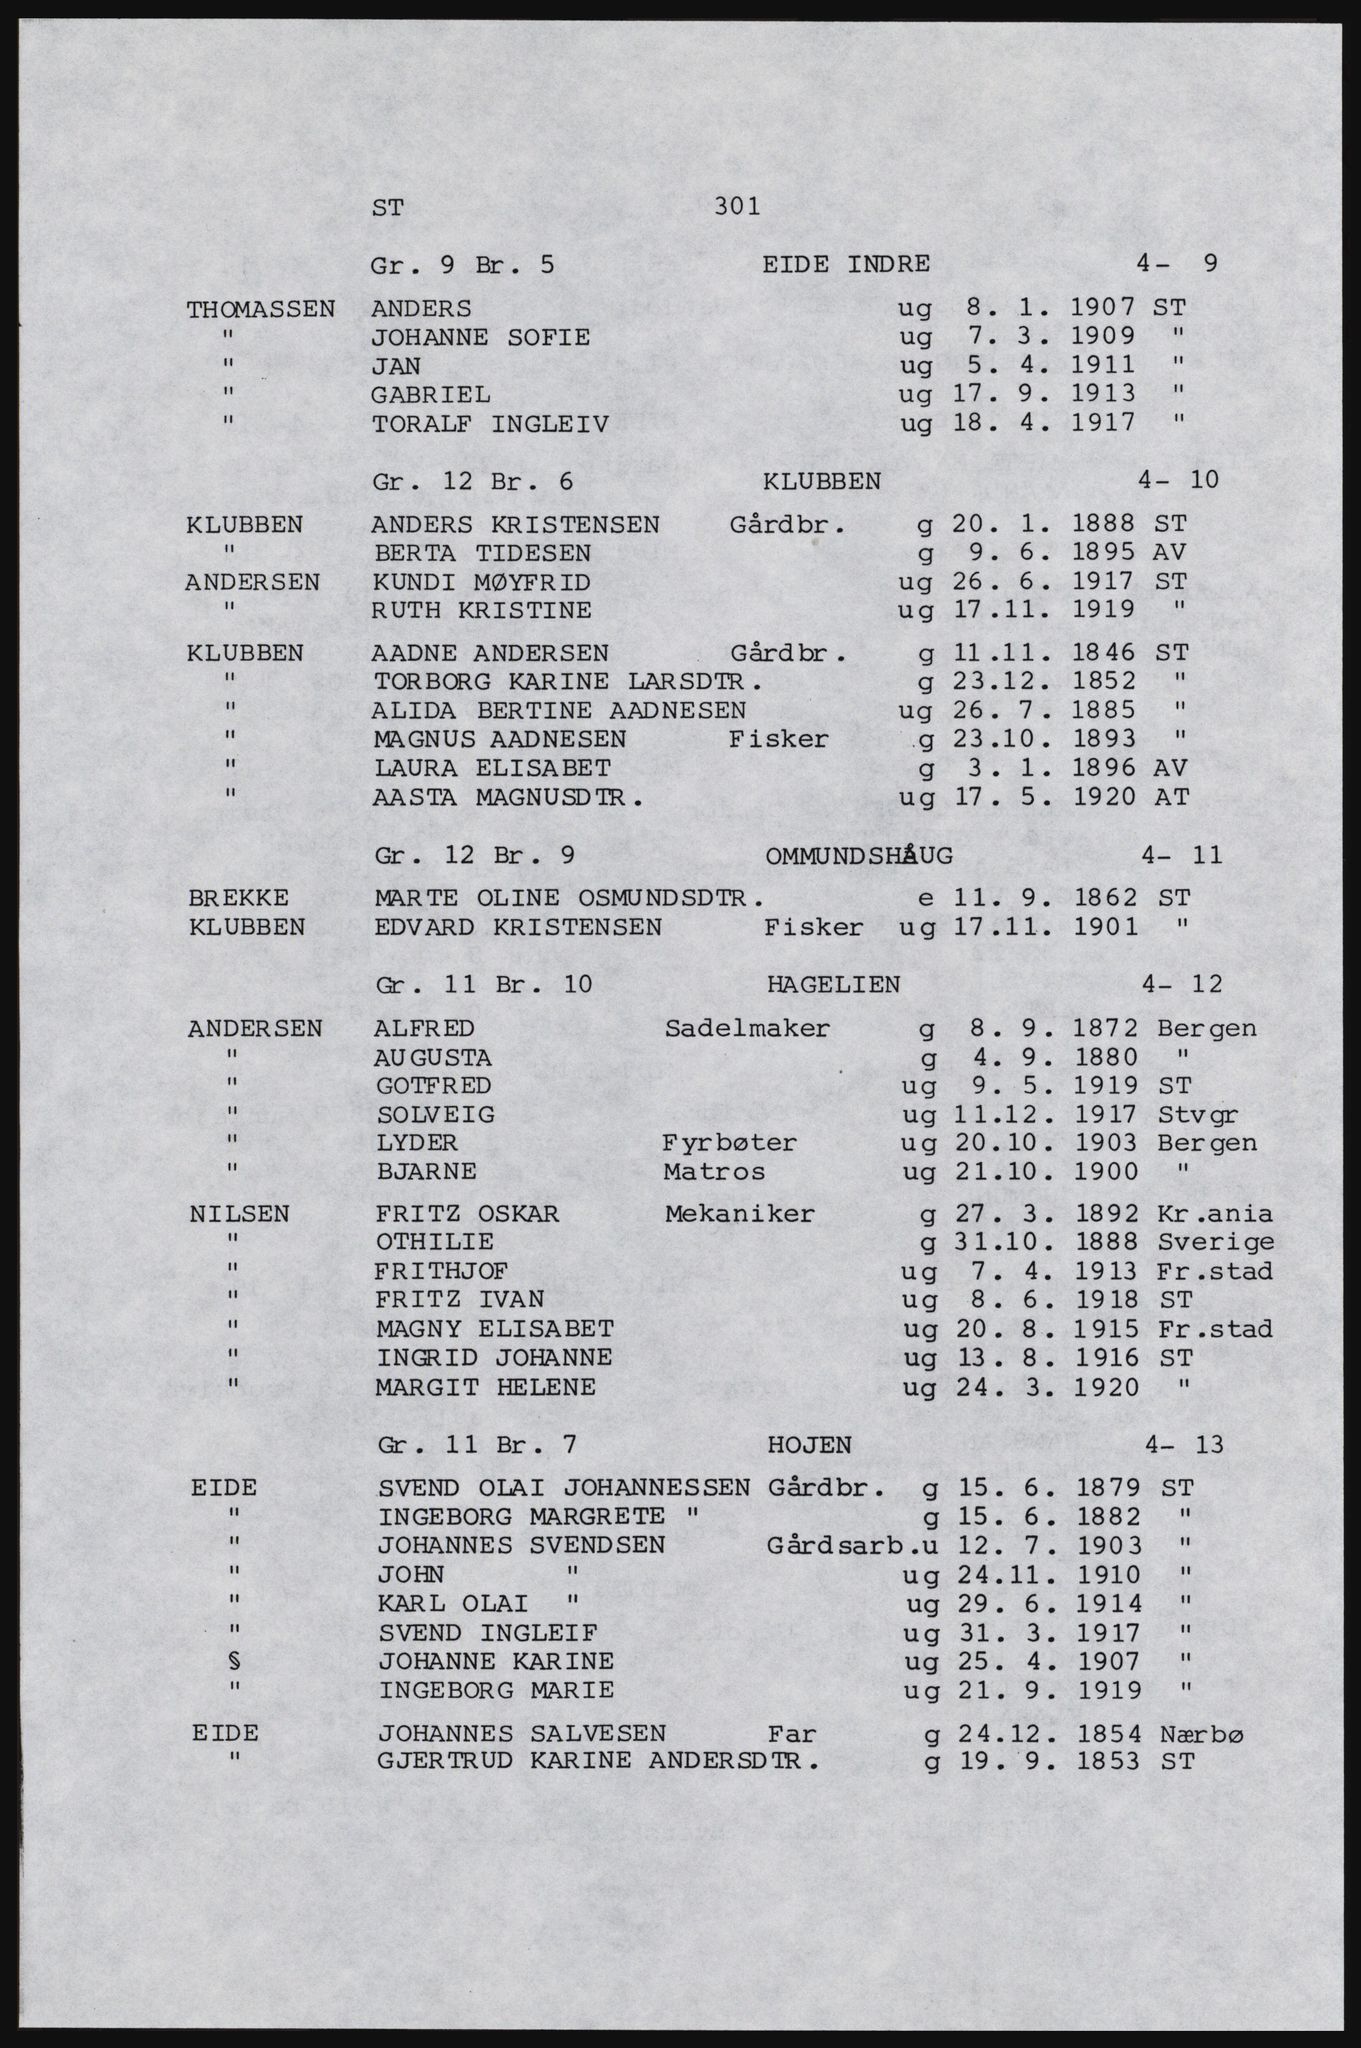 ST 301
Gr. 9 Br. 5 EIDE INDRE 4- 9
THOMASSEN ANDERS ug 8. 1. 1907 ST
" JOHANNE SOFIE ug 7. 3. 1909 "
" JAN ug 5. 4. 1911 "
" GABRIEL ug 17. 9. 1913 "
" TORALF INGLEIV ug 18. 4. 1917 "
Gr. 12 Br. 6 KLUBBEN 4- 10
KLUBBEN ANDERS KRISTENSEN Gårdbr. g 20. 1. 1888 ST
" BERTA TIDESEN g 9. 6. 1895 AV
ANDERSEN KUNDI MØYFRID ug 26. 6. 1917 ST
" RUTH KRISTINE ug 17.11. 1919 "
KLUBBEN AADNE ANDERSEN Gårdbr. g 11.11. 1846 ST
" TORBORG KARINE LARSDTR. g 23.12. 1852 "
" ALIDA BERTINE AADNESEN ug 26. 7. 1885 "
" MAGNUS AADNESEN Fisker g 23.10. 1893 "
" LAURA ELISABET g 3. 1. 1896 AV
" AASTA MAGNUSDTR. ug 17. 5. 1920 AT
Gr. 12 Br. 9 OMMUNDSHAUG 4- 11
BREKKE MARTE OLINE OSMUNDSDTR. e 11. 9. 1862 ST
KLUBBEN EDVARD KRISTENSEN Fisker ug 17.11. 1901 "
Gr. 11 Br. 10 HAGELIEN 4- 12
ANDERSEN ALFRED Sadelmaker g 8. 9. 1872 Bergen
" AUGUSTA g 4. 9. 1880 "
" GOTFRED ug 9. 5. 1919 ST
" SOLVEIG ug 11.12. 1917 Stvgr
" LYDER Fyrbøter ug 20.10. 1903 Bergen
" BJARNE Matros ug 21.10. 1900 "
NILSEN FRITZ OSKAR Mekaniker g 27. 3. 1892 Kr.ania
" OTHILIE g 31.10. 1888 Sverige
" FRITHJOF ug 7. 4. 1913 Fr.stad
" FRITZ IVAN ug 8. 6. 1918 ST
" MAGNY ELISABET ug 20. 8. 1915 Fr.stad
" INGRID JOHANNE ug 13. 8. 1916 ST
" MARGIT HELENE ug 24. 3. 1920 "
Gr. 11 Br. 7 HOJEN 4- 13
EIDE SVEND OLAI JOHANNESSEN Gårdbr. g 15. 6. 1879 ST
" INGEBORG MARGRETE " g 15. 6. 1882 "
" JOHANNES SVENDSEN Gårdsarb.u 12. 7. 1903 "
" JOHN " ug 24.11. 1910 "
" KARL OLAI " ug 29. 6. 1914 "
" SVEND INGLEIF ug 31. 3. 1917 "
§ JOHANNE KARINE ug 25. 4. 1907 "
" INGEBORG MARIE ug 21. 9. 1919 "
EIDE JOHANNES SALVESEN Far g 24.12. 1854 Nærbø
" GJERTRUD KARINE ANDERSDTR. g 19. 9. 1853 ST